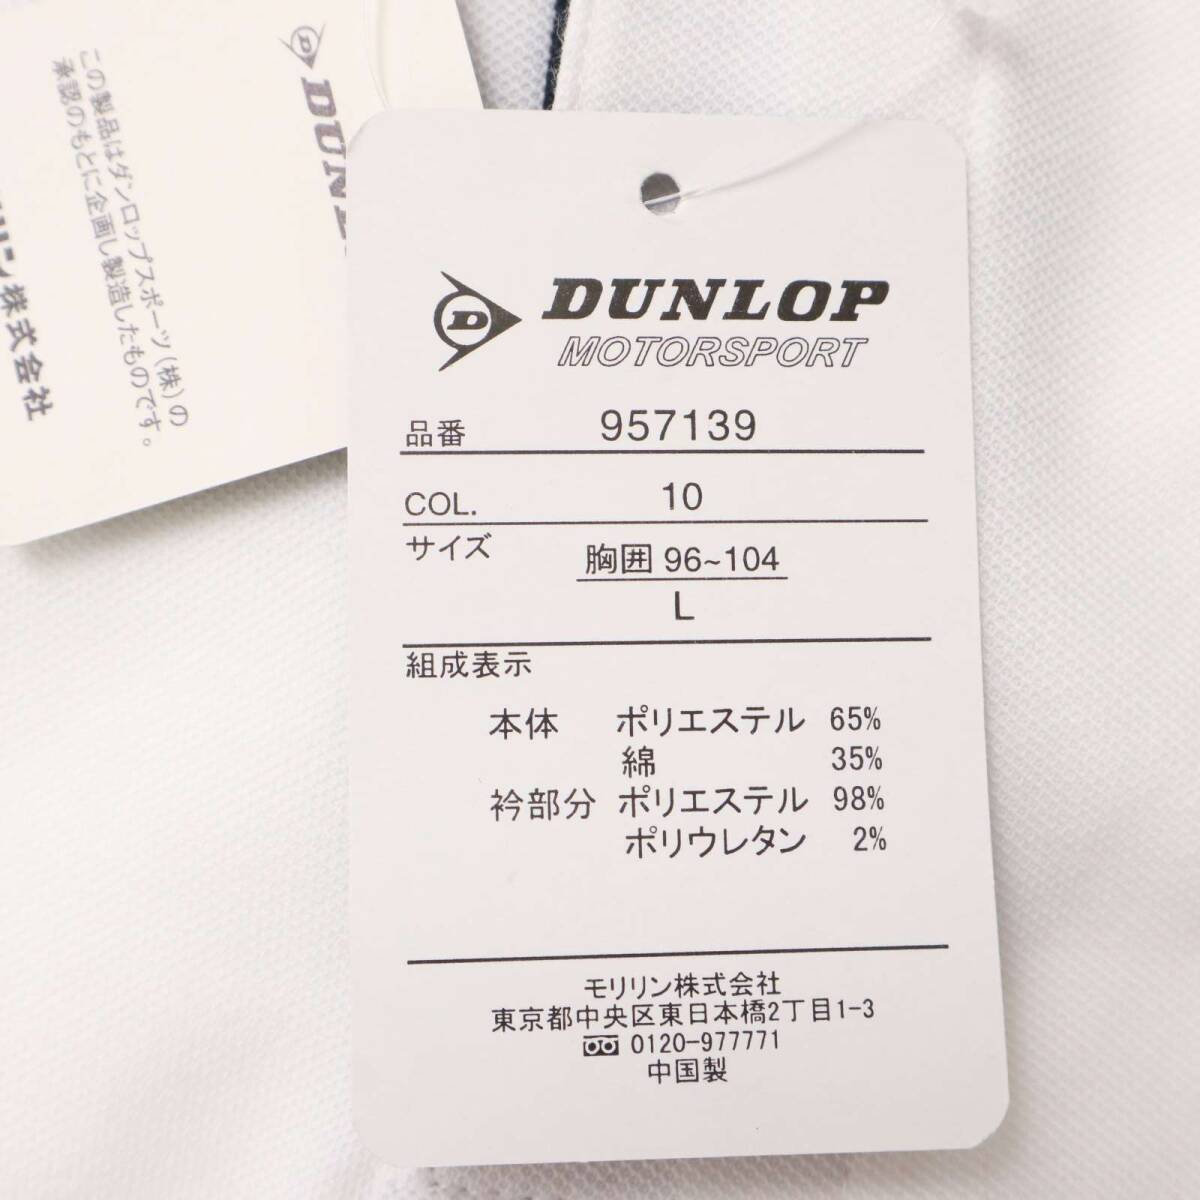 DUNL
この製品はダンロップスポーツ(株)の
承認のもとに企画し製造したものです。
リン株式会社
D
DUNLOP
MOTORSPORT
品番 957139
COL. 10
サイズ 胸囲 96~104
L
組成表示
本体 ポリエステル 65%
綿 35%
衿部分 ポリエステル 98%
ポリウレタン 2%
モリリン株式会社
東京都中央区東日本橋2丁目1-3
0120-977771
中国製